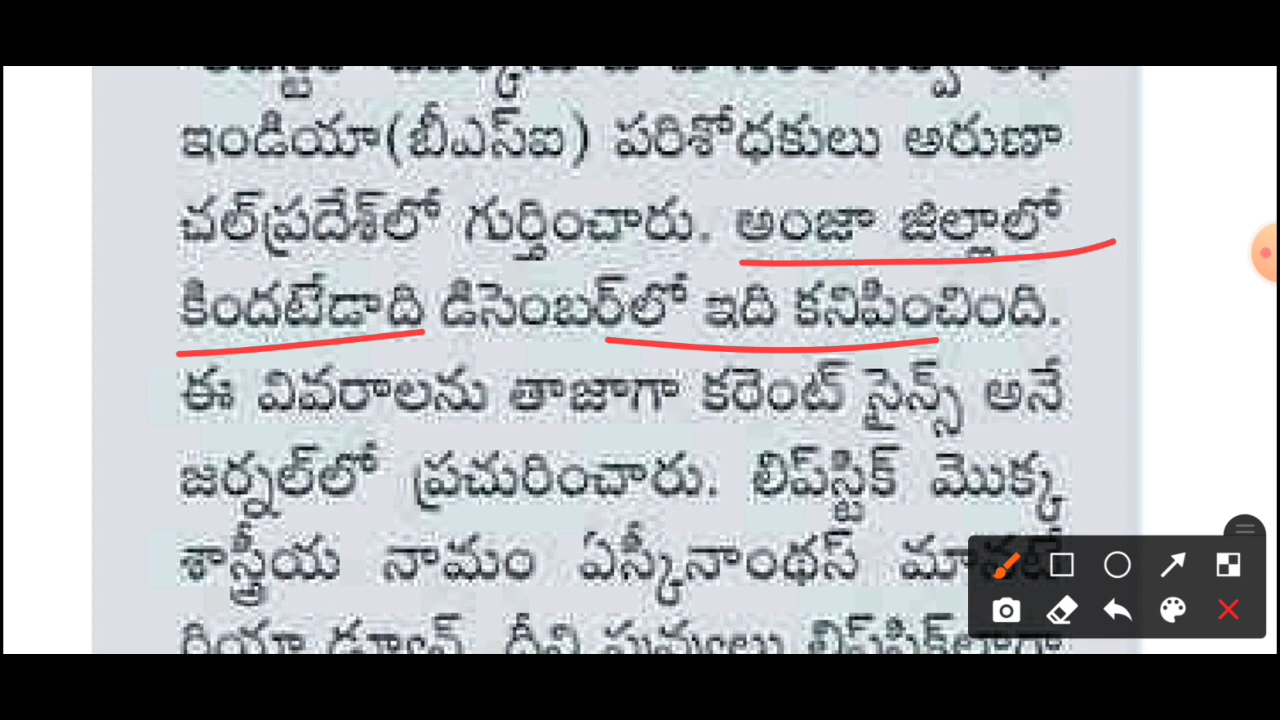 ఇండియా(బీఎస్ఐ) పరిశోధకులు అరుణా
చల్‌ప్రదేశ్‌లో గుర్తించారు. అంజా జిల్లాలో
కిందటేడాది డిసెంబర్‌లో ఇది కనిపించింది.
ఈ వివరాలను తాజాగా కరెంట్ సైన్స్ అనే
జర్నల్‌లో ప్రచురించారు. లిప్‌స్టిక్ మొక్క
శాస్త్రీయ నామం ఏస్కీనాంథస్